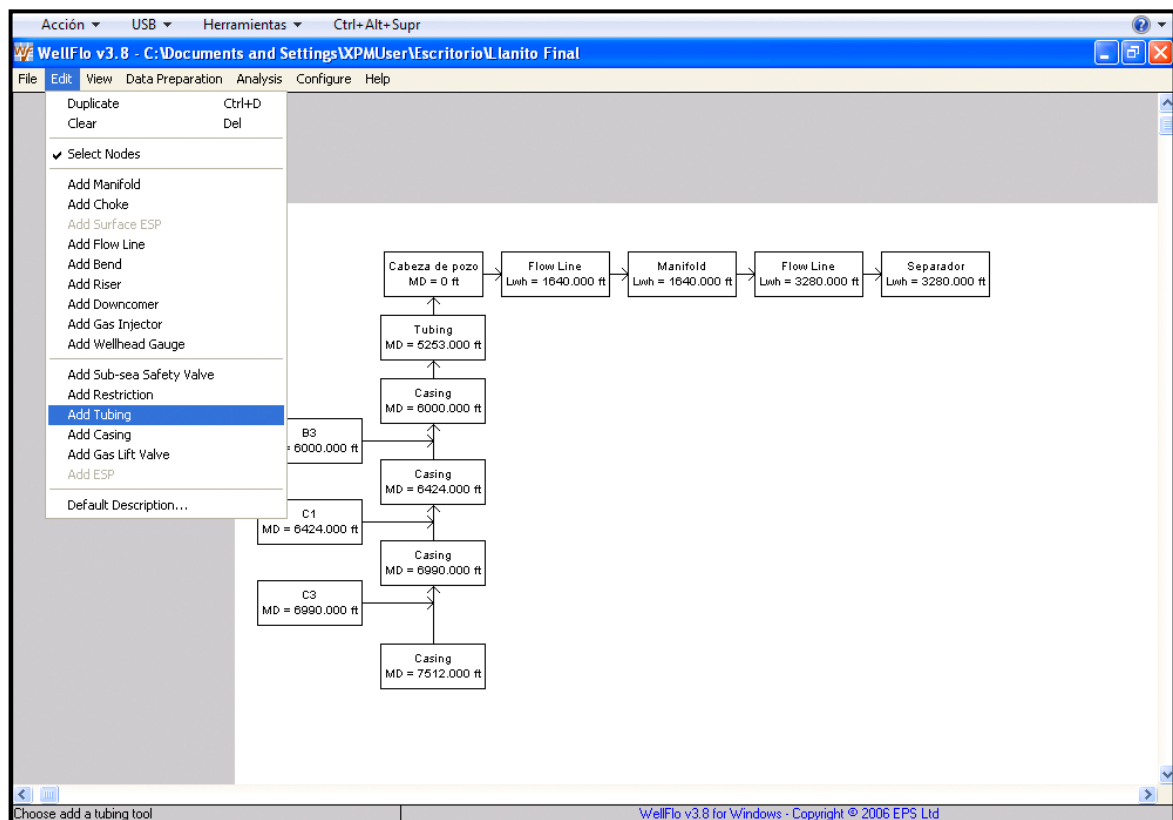 Acción USB Herramientas Ctrl+Alt+Supr
WellFlo v3.8 - C:\Documents and Settings\XPMUser\Escritorio\Llanito Final
File Edit View Data Preparation Analysis Configure Help
Duplicate Ctrl+D
Clear Del
Select Nodes
Add Manifold
Add Choke
Add Surface ESP
Add Flow Line
Add Bend
Add Riser
Add Downcomer
Add Gas Injector
Add Wellhead Gauge
Add Sub-sea Safety Valve
Add Restriction
Add Tubing
Add Casing
Add Gas Lift Valve
Add ESP
Default Description...
Cabeza de pozo
MD = 0 ft
Flow Line
Lwh = 1640.000 ft
Manifold
Lwh = 1640.000 ft
Flow Line
Lwh = 3280.000 ft
Separador
Lwh = 3280.000 ft
Tubing
MD = 5253.000 ft
Casing
MD = 6000.000 ft
B3
= 6000.000 ft
Casing
MD = 6424.000 ft
C1
MD = 6424.000 ft
Casing
MD = 6990.000 ft
C3
MD = 6990.000 ft
Casing
MD = 7512.000 ft
Choose add a tubing tool
WellFlo v3.8 for Windows - Copyright © 2006 EPS Ltd